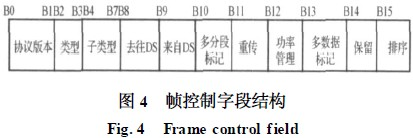 B0 B1B2 B3B4 B7B8 B9 B10 B11 B12 B13 B14 B15
协议版本 类型 子类型 去往DS 来自DS 多分段标记 重传 功率管理 多数据标记 保留 排序
图 4 帧控制字段结构
Fig. 4 Frame control field